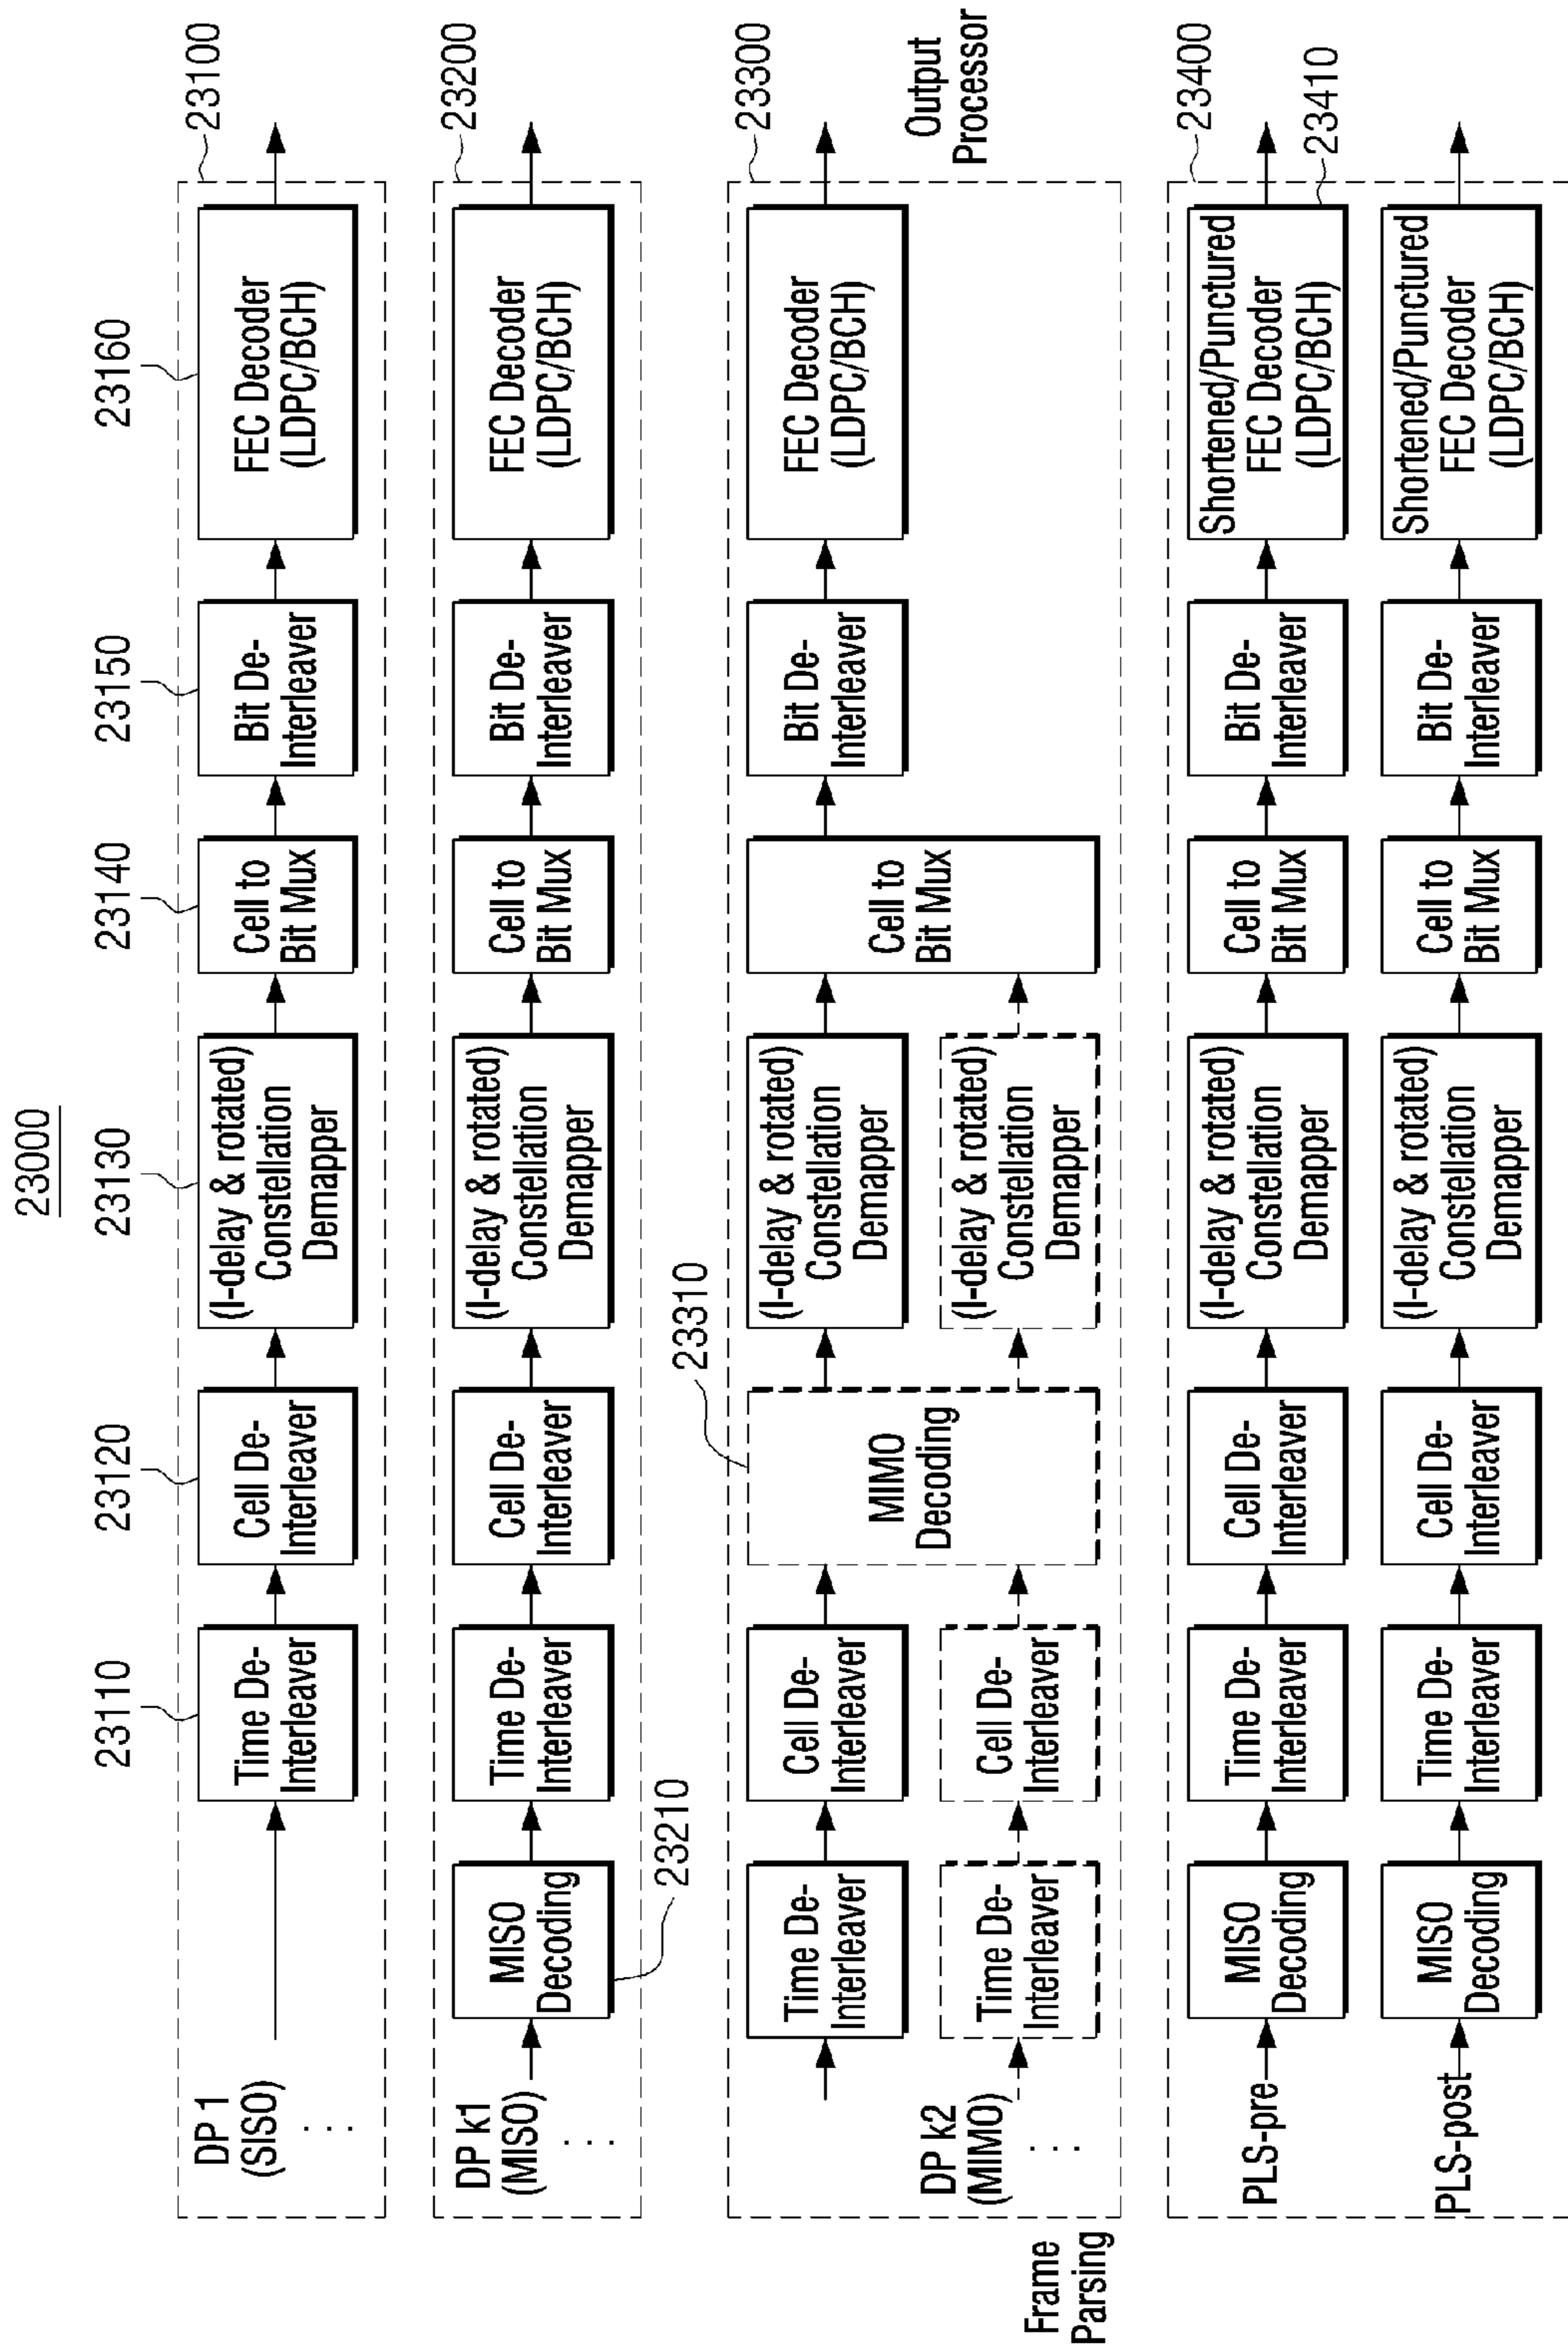 23000
23110
23120
23130
23140
23150
23160
23100
DP 1
(SISO)
Time De-
Interleaver
Cell De-
Interleaver
(I-delay & rotated)
Constellation
Demapper
Cell to
Bit Mux
Bit De-
Interleaver
FEC Decoder
(LDPC/BCH)
23200
DP k1
(MISO)
MISO
Decoding
23210
Time De-
Interleaver
Cell De-
Interleaver
(I-delay & rotated)
Constellation
Demapper
Cell to
Bit Mux
Bit De-
Interleaver
FEC Decoder
(LDPC/BCH)
23300
23310
Time De-
Interleaver
Cell De-
Interleaver
MIMO
Decoding
(I-delay & rotated)
Constellation
Demapper
Cell to
Bit Mux
Bit De-
Interleaver
FEC Decoder
(LDPC/BCH)
Output
Processor
DP k2
(MIMO)
Time De-
Interleaver
Cell De-
Interleaver
(I-delay & rotated)
Constellation
Demapper
Frame
Parsing
23400
23410
PLS-pre
MISO
Decoding
Time De-
Interleaver
Cell De-
Interleaver
(I-delay & rotated)
Constellation
Demapper
Cell to
Bit Mux
Bit De-
Interleaver
Shortened/Punctured
FEC Decoder
(LDPC/BCH)
PLS-post
MISO
Decoding
Time De-
Interleaver
Cell De-
Interleaver
(I-delay & rotated)
Constellation
Demapper
Cell to
Bit Mux
Bit De-
Interleaver
Shortened/Punctured
FEC Decoder
(LDPC/BCH)